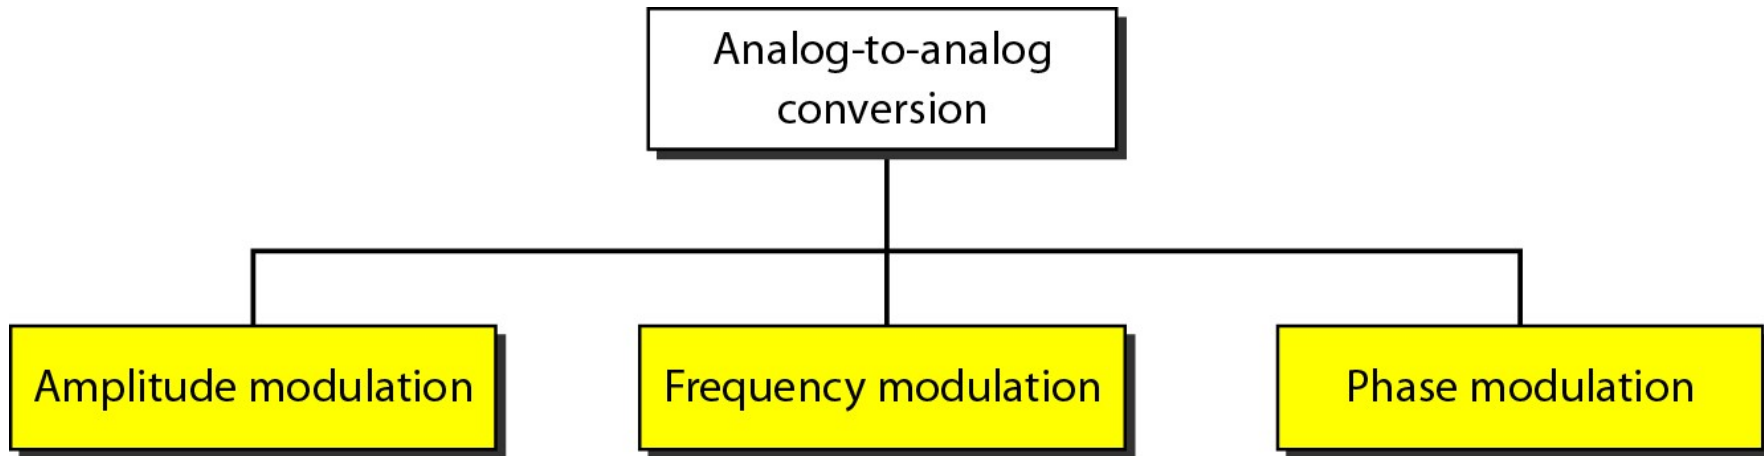 Analog-to-analog
conversion
Amplitude modulation
Frequency modulation
Phase modulation